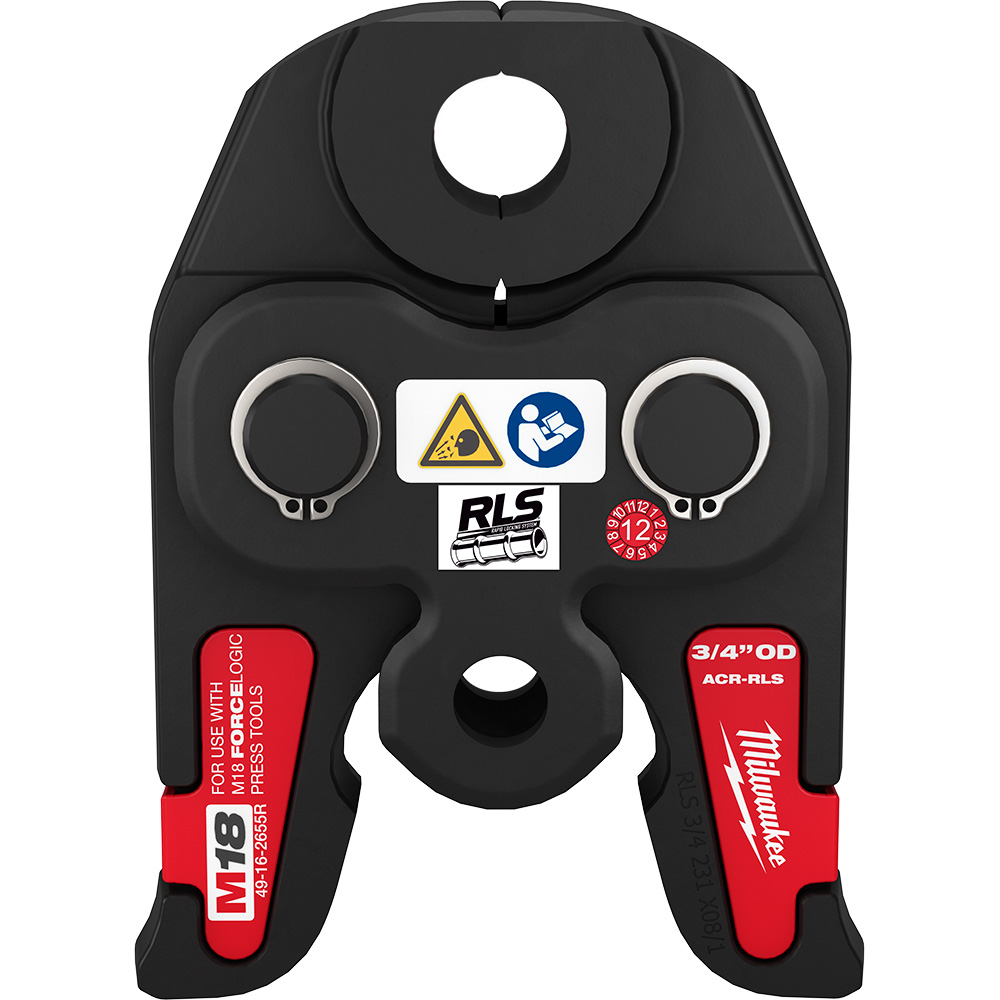 RLS
RAPID LOCKING SYSTEM
1 2 3 4 5 6 7 8 9 10 11 12
12
FOR USE WITH
M18 FORCELOGIC
PRESS TOOLS
M18
49-16-2655R
3/4” OD
ACR-RLS
Milwaukee
RLS 3/4 231 X08/1